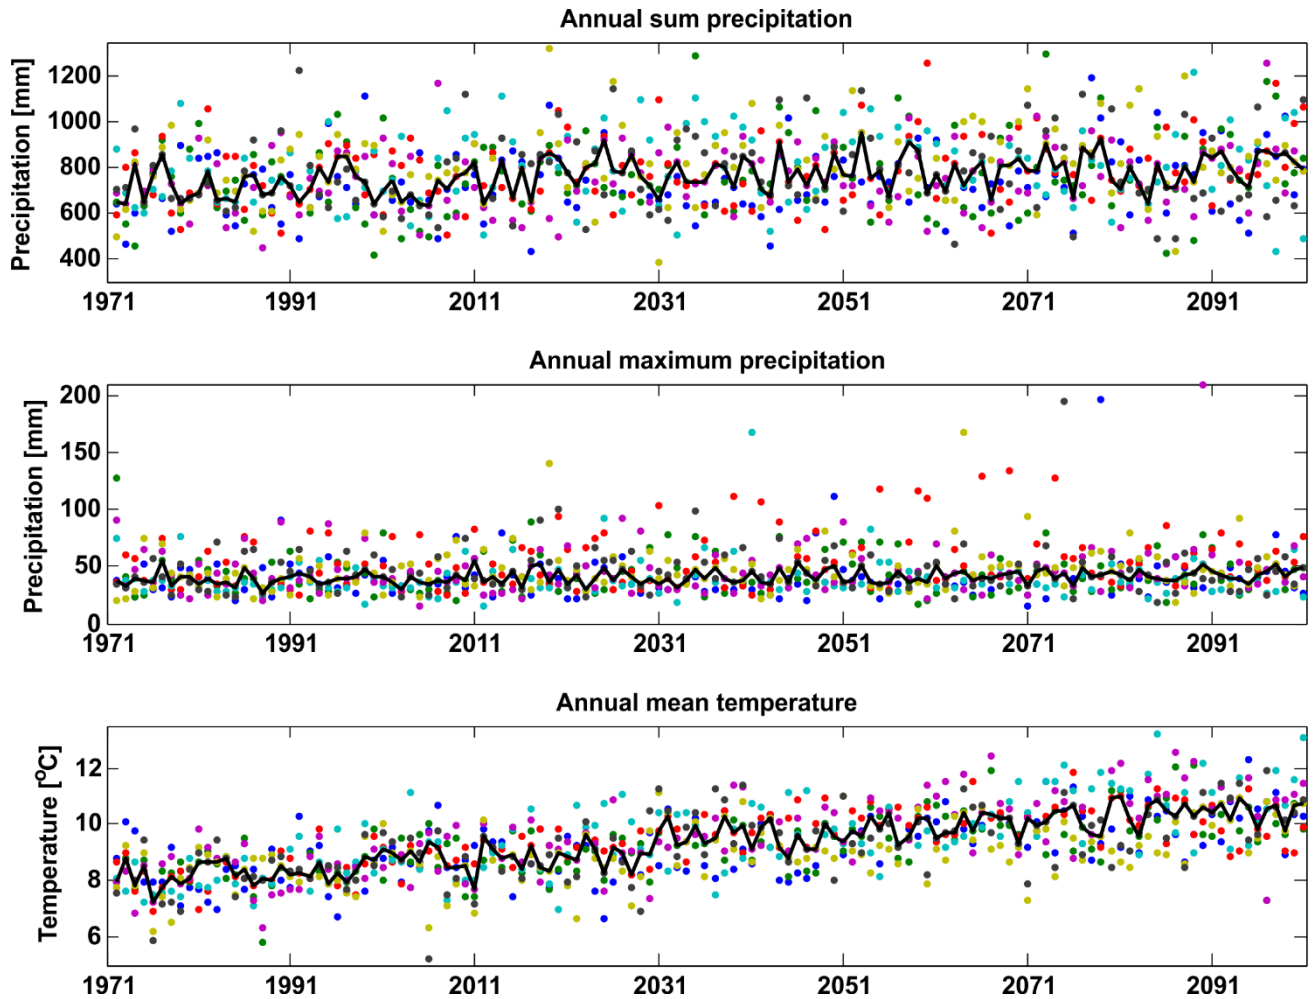 Annual sum precipitation
Precipitation [mm]
1200
1000
800
600
400
1971 1991 2011 2031 2051 2071 2091
Annual maximum precipitation
Precipitation [mm]
200
150
100
50
0
1971 1991 2011 2031 2051 2071 2091
Annual mean temperature
Temperature [°C]
12
10
8
6
1971 1991 2011 2031 2051 2071 2091